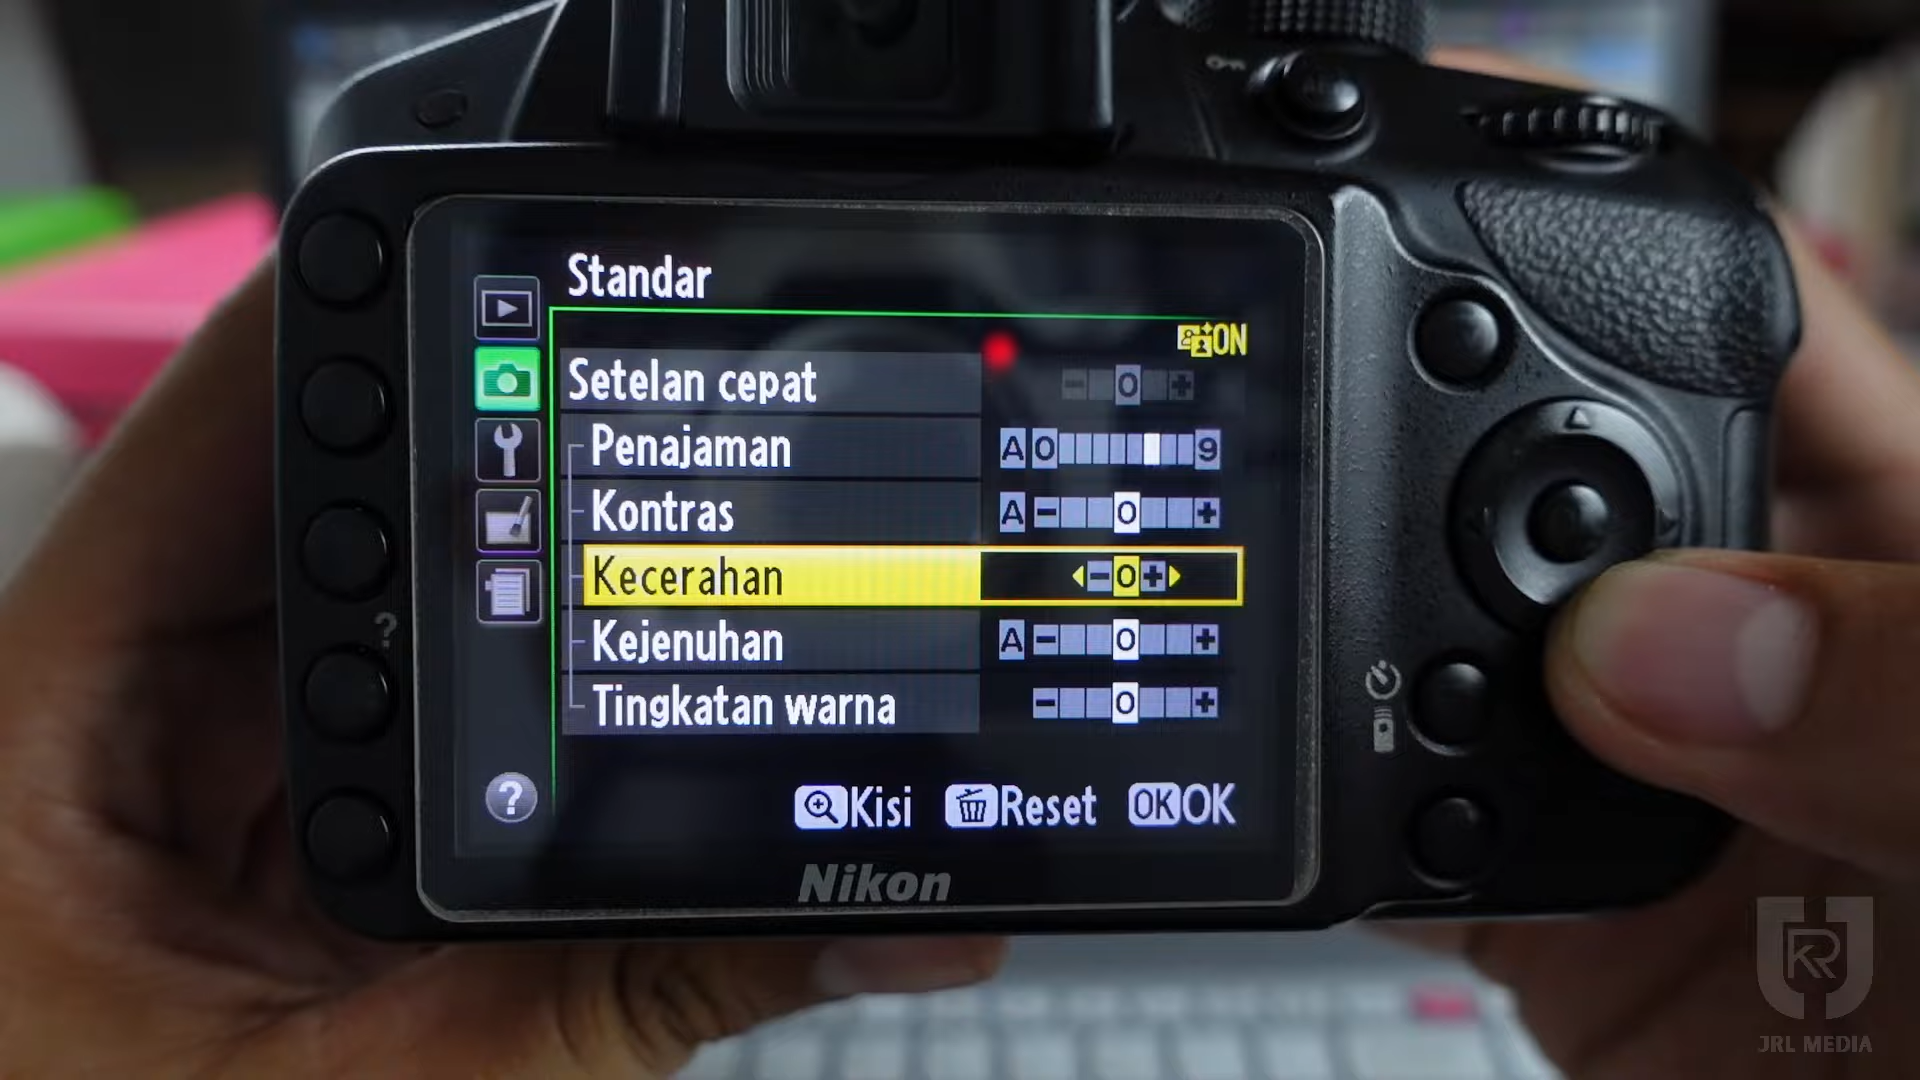 Standar
ON
Setelan cepat - 0 +
Penajaman A 0 9
Kontras A - 0 +
Kecerahan - 0 +
Kejenuhan A - 0 +
Tingkatan warna - 0 +
? Kisi Reset OK OK
Nikon
?
JRL MEDIA